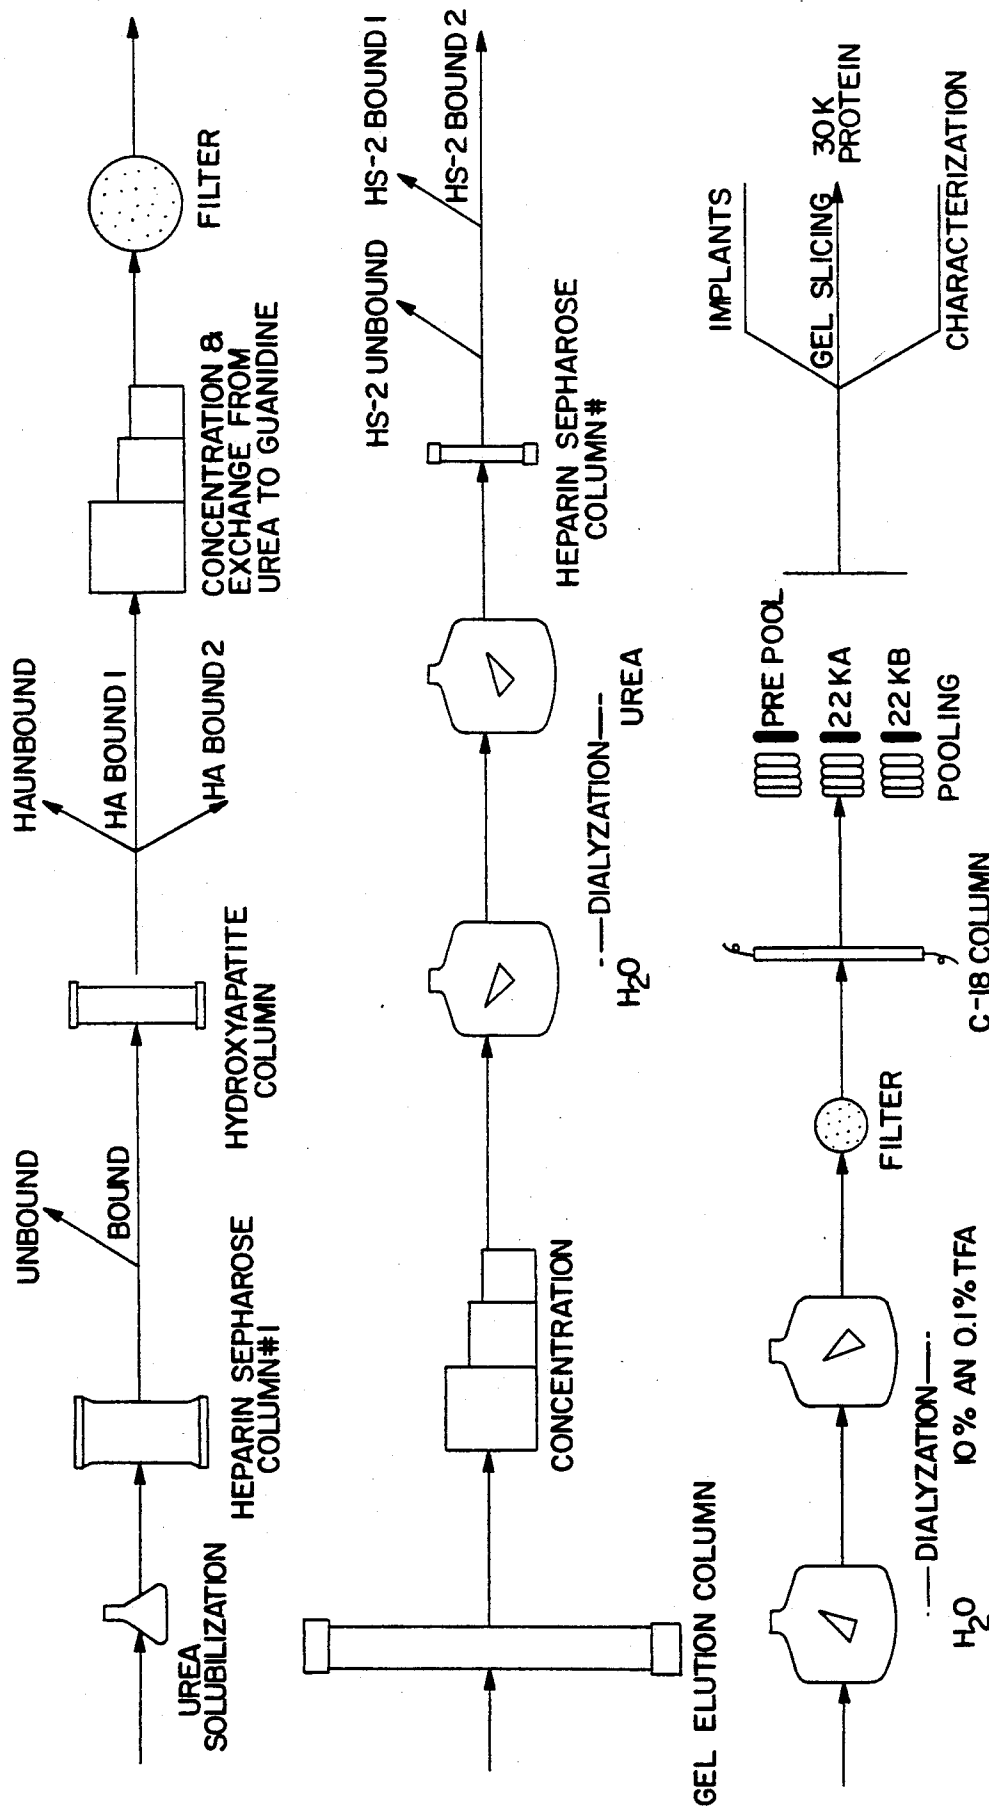 UREA
SOLUBILIZATION
HEPARIN SEPHAROSE
COLUMN#1
UNBOUND
BOUND
HYDROXYAPATITE
COLUMN
HAUNBOUND
HA BOUND 1
HA BOUND 2
CONCENTRATION &
EXCHANGE FROM
UREA TO GUANIDINE
FILTER
GEL ELUTION COLUMN
CONCENTRATION
----DIALYZATION----
H2O
UREA
HEPARIN SEPHAROSE
COLUMN#
HS-2 UNBOUND
HS-2 BOUND 1
HS-2 BOUND 2
----DIALYZATION----
H2O
10% AN 0.1% TFA
FILTER
C-18 COLUMN
PRE POOL
22 KA
22 KB
POOLING
IMPLANTS
GEL SLICING
30K
PROTEIN
CHARACTERIZATION